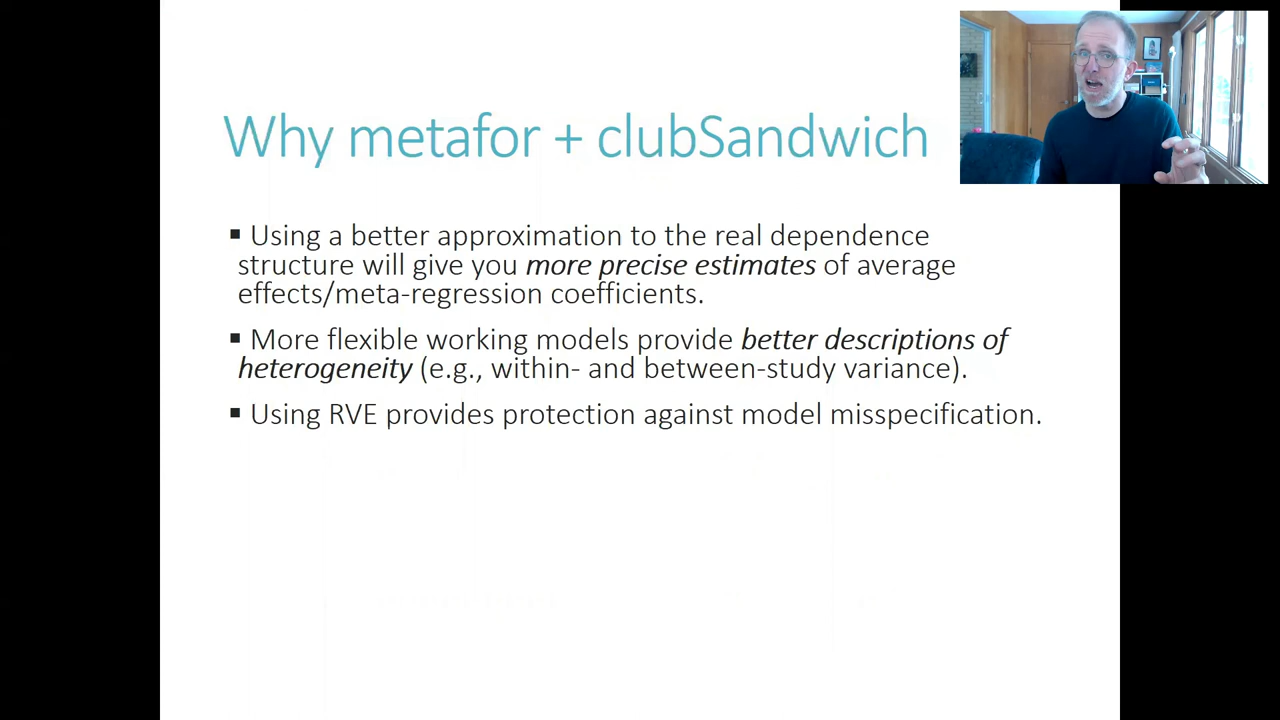 Why metafor + clubSandwich
▪ Using a better approximation to the real dependence
structure will give you more precise estimates of average
effects/meta-regression coefficients.
▪ More flexible working models provide better descriptions of
heterogeneity (e.g., within- and between-study variance).
▪ Using RVE provides protection against model misspecification.